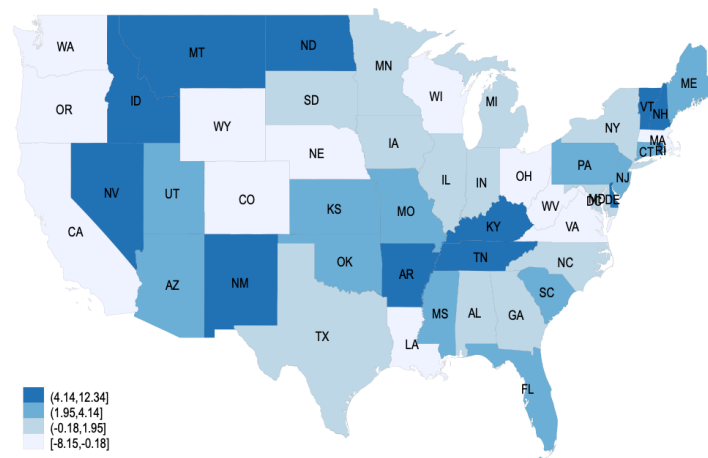 WA
MT
ND
MN
ME
OR
ID
SD
WI
MI
VT
NH
WY
NY
MA
CT
RI
NV
UT
NE
IA
PA
NJ
CA
CO
IL
IN
OH
MD
DC
DE
KS
MO
WV
VA
KY
AZ
NM
OK
AR
TN
NC
MS
AL
GA
SC
TX
LA
FL
(4.14,12.34]
(1.95,4.14]
(-0.18,1.95]
[-8.15,-0.18]